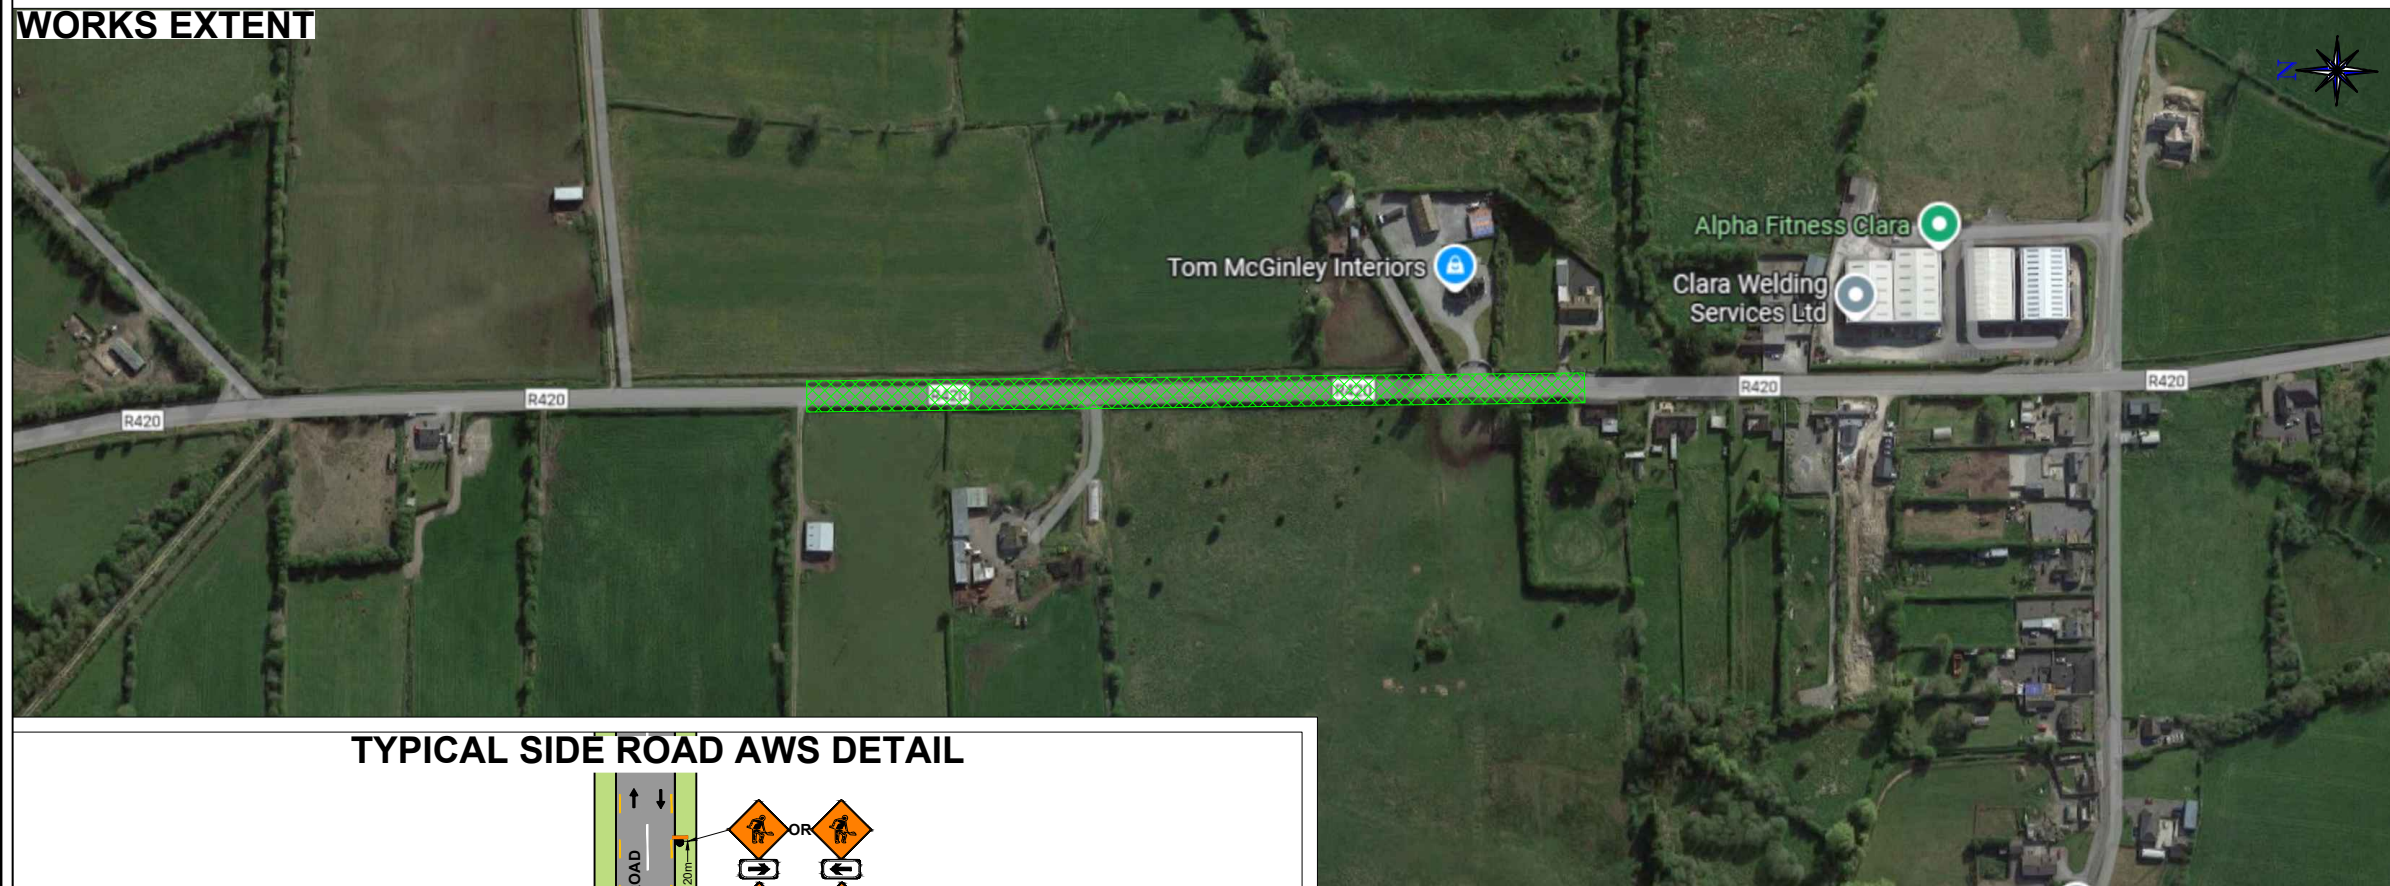 WORKS EXTENT
N
Alpha Fitness Clara
Tom McGinley Interiors
Clara Welding
Services Ltd
R420
R420
R420
R420
R420
R420
TYPICAL SIDE ROAD AWS DETAIL
OR
OAD
20m